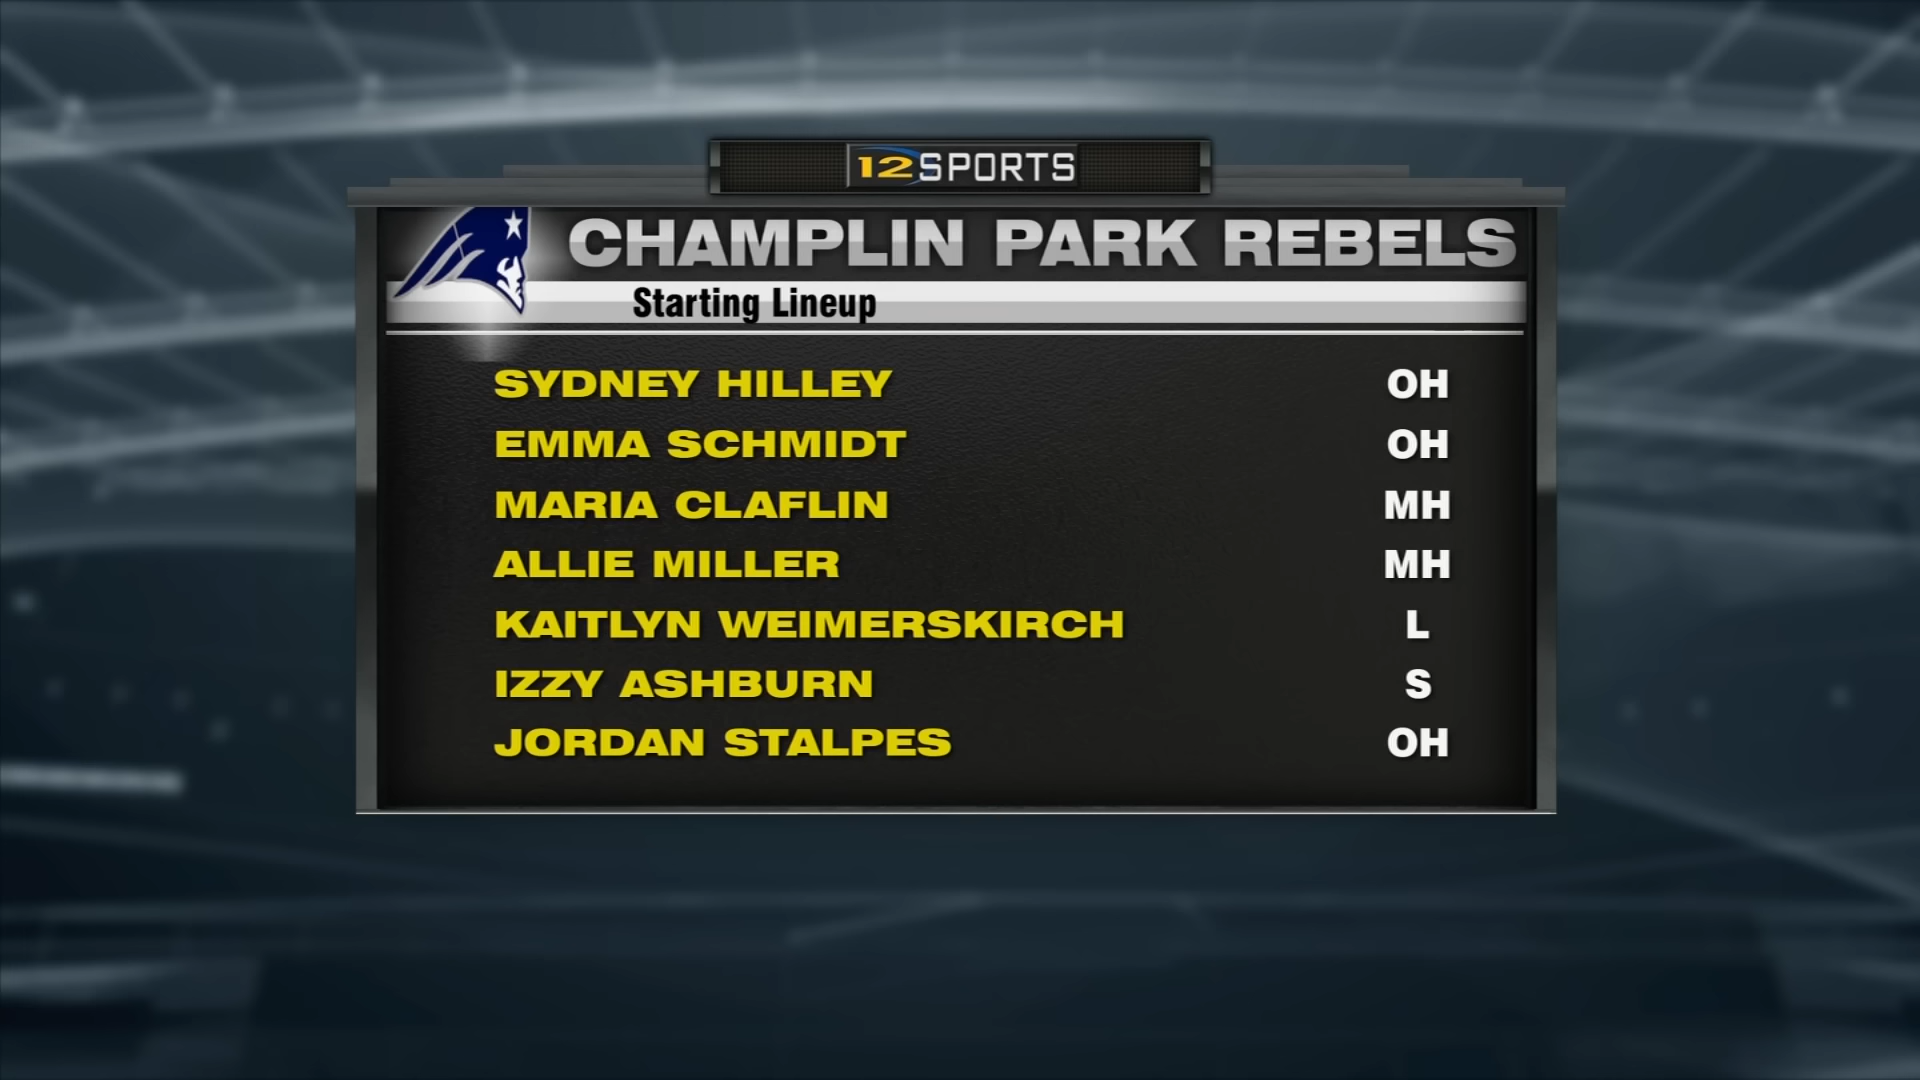 12SPORTS
CHAMPLIN PARK REBELS
Starting Lineup
SYDNEY HILLEY OH
EMMA SCHMIDT OH
MARIA CLAFLIN MH
ALLIE MILLER MH
KAITLYN WEIMERSKIRCH L
IZZY ASHBURN S
JORDAN STALPES OH